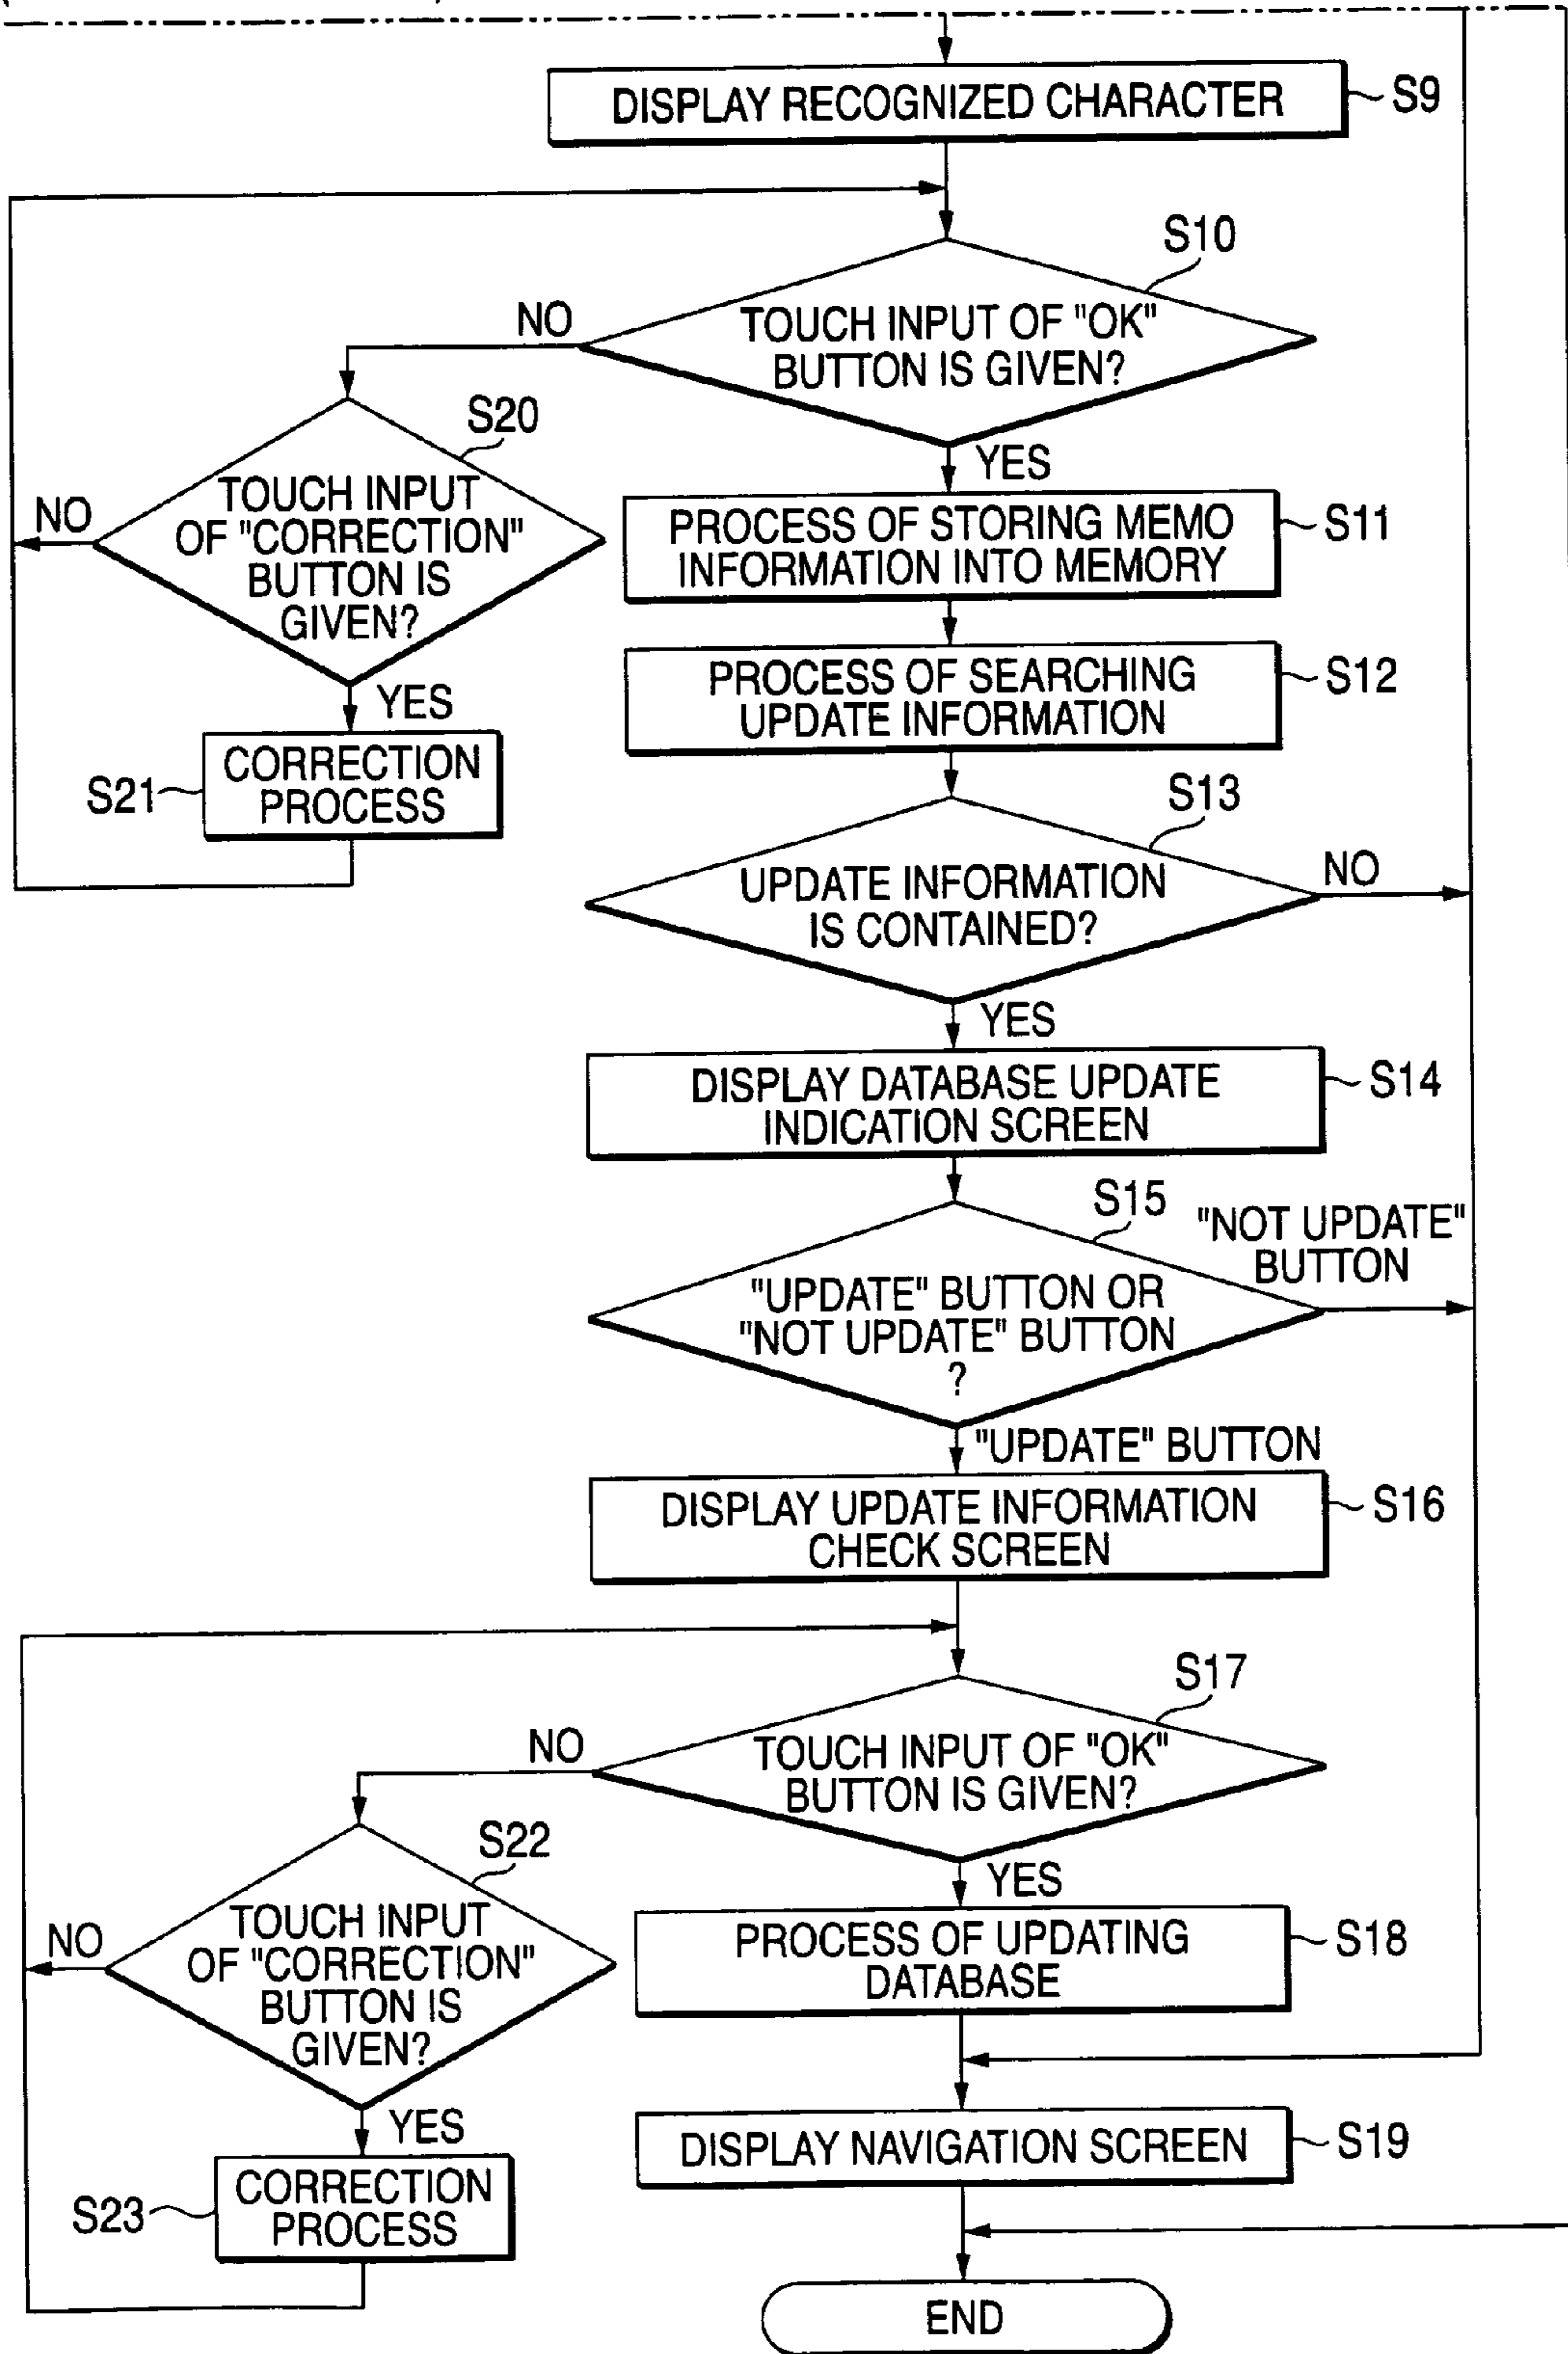 DISPLAY RECOGNIZED CHARACTER
S9
S10
NO
TOUCH INPUT OF "OK"
BUTTON IS GIVEN?
YES
S20
TOUCH INPUT
OF "CORRECTION"
BUTTON IS
GIVEN?
NO
YES
CORRECTION
PROCESS
S21
PROCESS OF STORING MEMO
INFORMATION INTO MEMORY
S11
PROCESS OF SEARCHING
UPDATE INFORMATION
S12
S13
UPDATE INFORMATION
IS CONTAINED?
NO
YES
DISPLAY DATABASE UPDATE
INDICATION SCREEN
S14
S15
"NOT UPDATE"
BUTTON
"UPDATE" BUTTON OR
"NOT UPDATE" BUTTON
?
"UPDATE" BUTTON
DISPLAY UPDATE INFORMATION
CHECK SCREEN
S16
S17
NO
TOUCH INPUT OF "OK"
BUTTON IS GIVEN?
YES
S22
TOUCH INPUT
OF "CORRECTION"
BUTTON IS
GIVEN?
NO
YES
CORRECTION
PROCESS
S23
PROCESS OF UPDATING
DATABASE
S18
DISPLAY NAVIGATION SCREEN
S19
END